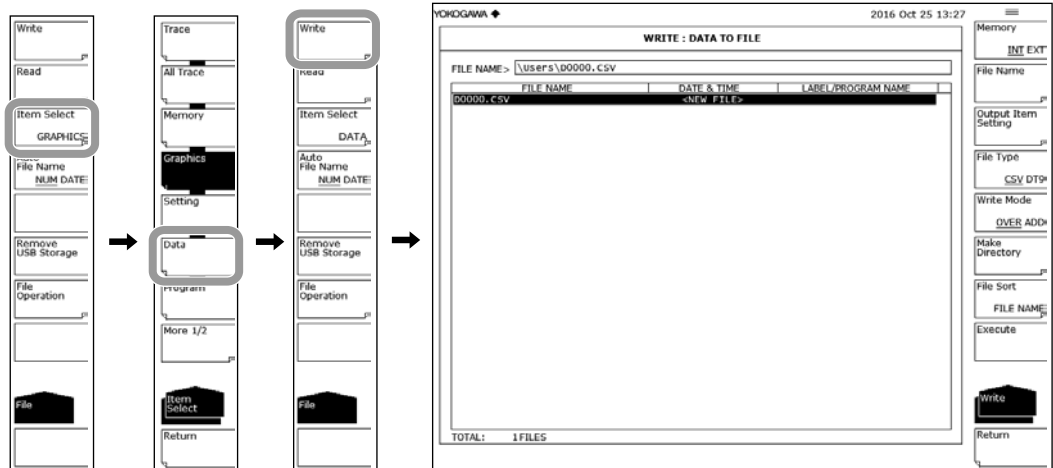 Write
Read
Item Select
GRAPHICS
Auto
File Name
NUM DATE
Remove
USB Storage
File
Operation
File
Trace
All Trace
Memory
Graphics
Setting
Data
Program
More 1/2
Item
Select
Return
Write
Read
Item Select
DATA
Auto
File Name
NUM DATE
Remove
USB Storage
File
Operation
File
YOKOGAWA
2016 Oct 25 13:27
WRITE : DATA TO FILE
FILE NAME> \Users\D0000.CSV
FILE NAME DATE & TIME LABEL/PROGRAM NAME
D0000.CSV <NEW FILE>
TOTAL: 1FILES
Memory
INT EXT
File Name
Output Item
Setting
File Type
CSV DT9
Write Mode
OVER ADD
Make
Directory
File Sort
FILE NAME
Execute
Write
Return